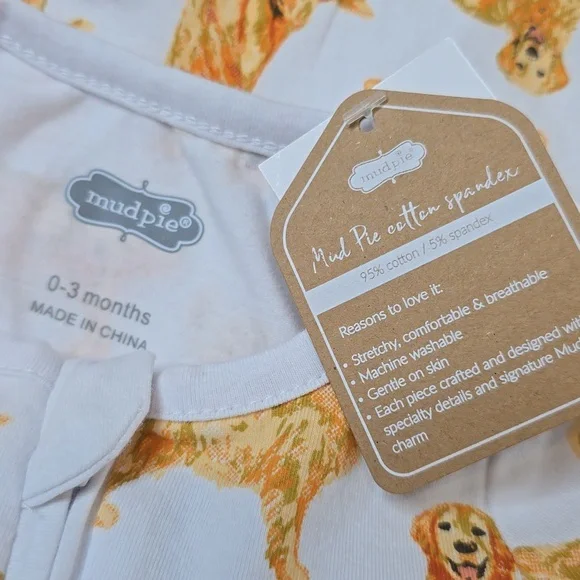 mudpie®
0-3 months
MADE IN CHINA
mudpie®
Mud Pie cotton spandex
95% cotton / 5% spandex
Reasons to love it:
• Stretchy, comfortable & breathable
• Machine washable
• Gentle on skin
• Each piece crafted and designed with
specialty details and signature Mud
charm